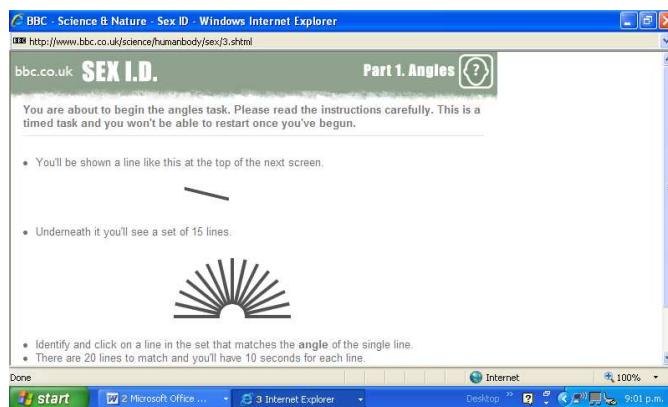 BBC - Science & Nature - Sex ID - Windows Internet Explorer
http://www.bbc.co.uk/science/humanbody/sex/3.shtml
bbc.co.uk SEX I.D. Part 1. Angles ?
You are about to begin the angles task. Please read the instructions carefully. This is a
timed task and you won't be able to restart once you've begun.
• You'll be shown a line like this at the top of the next screen.
• Underneath it you'll see a set of 15 lines.
• Identify and click on a line in the set that matches the angle of the single line.
• There are 20 lines to match and you'll have 10 seconds for each line.
Done Internet 100%
start 2 Microsoft Office ... 3 Internet Explorer Desktop 9:01 p.m.